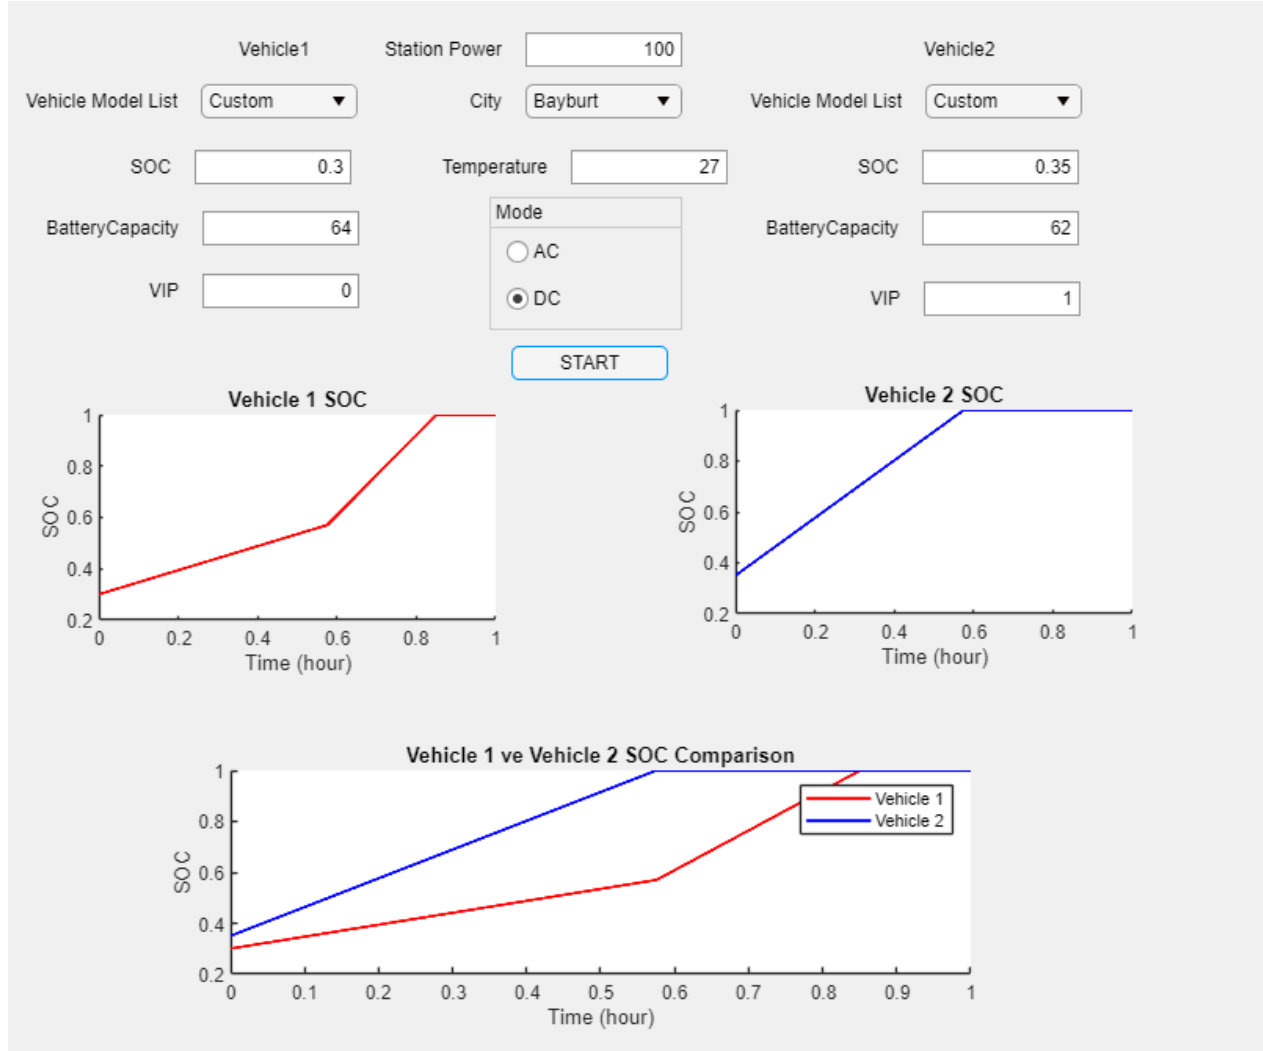 Vehicle1 Station Power 100 Vehicle2
Vehicle Model List Custom City Bayburt Vehicle Model List Custom
SOC 0.3 Temperature 27 SOC 0.35
Mode
BatteryCapacity 64 BatteryCapacity 62
AC
VIP 0 DC VIP 1
START
Vehicle 1 SOC
1
0.8
0.6
0.4
0.2
SOC
0 0.2 0.4 0.6 0.8 1
Time (hour)
Vehicle 2 SOC
1
0.8
0.6
0.4
0.2
SOC
0 0.2 0.4 0.6 0.8 1
Time (hour)
Vehicle 1 ve Vehicle 2 SOC Comparison
1
0.8
0.6
0.4
0.2
SOC
Vehicle 1
Vehicle 2
0 0.1 0.2 0.3 0.4 0.5 0.6 0.7 0.8 0.9 1
Time (hour)